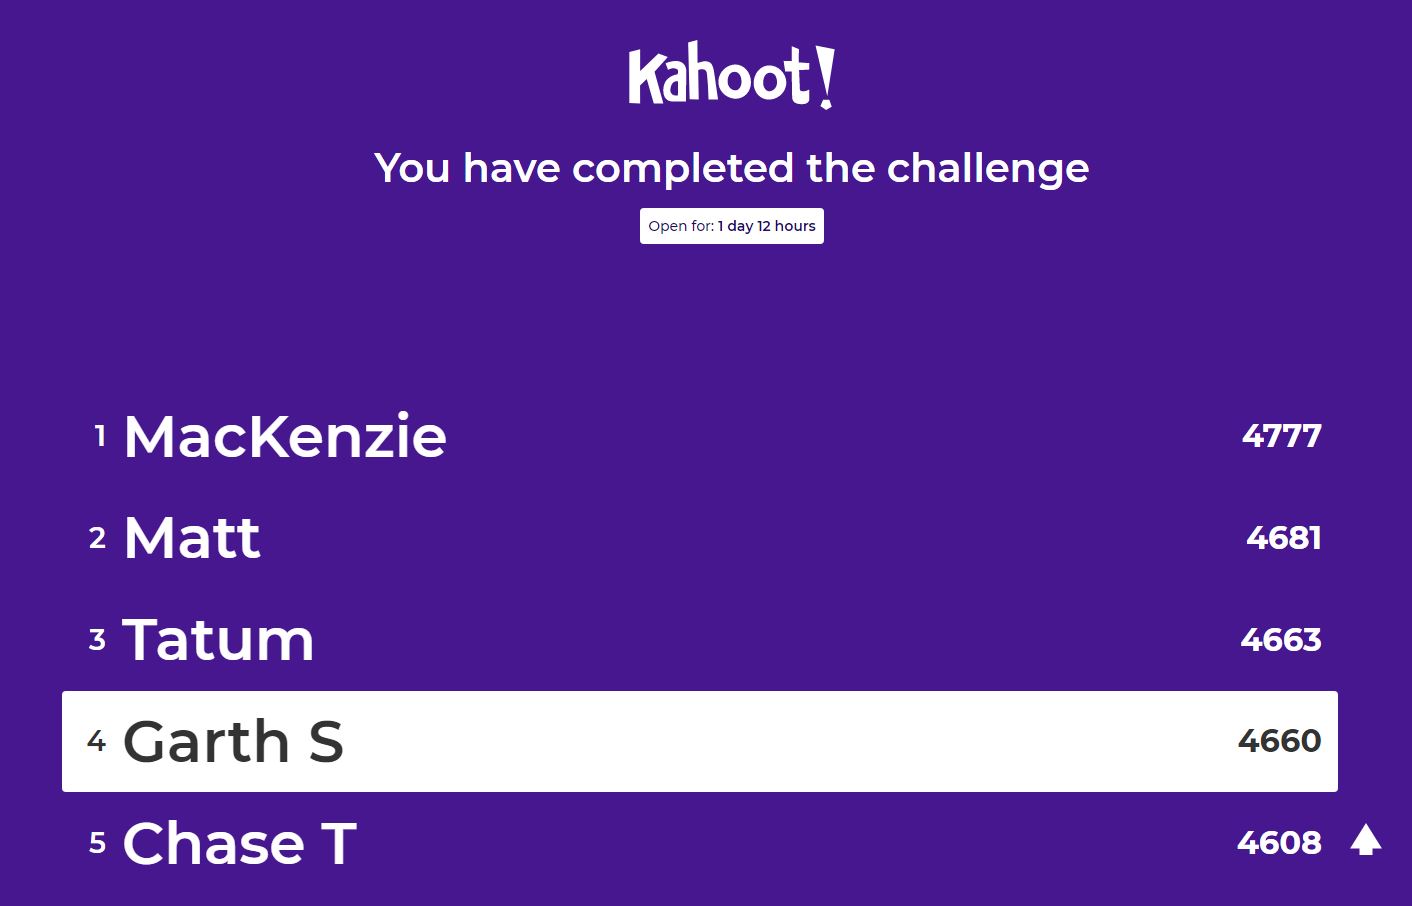 Kahoot!
You have completed the challenge
Open for: 1 day 12 hours
1 MacKenzie 4777
2 Matt 4681
3 Tatum 4663
4 Garth S 4660
5 Chase T 4608